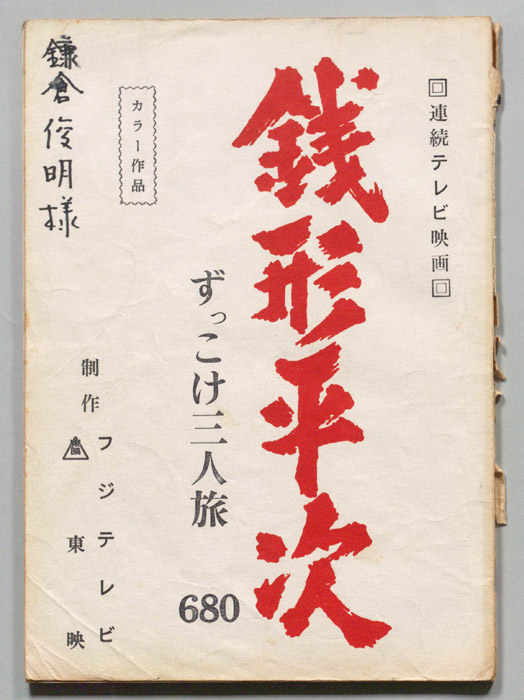 回連続テレビ映画回
銭形平次
ずっこけ三人旅
680
カラー作品
制作
フジテレビ
東映
鎌倉俊明様